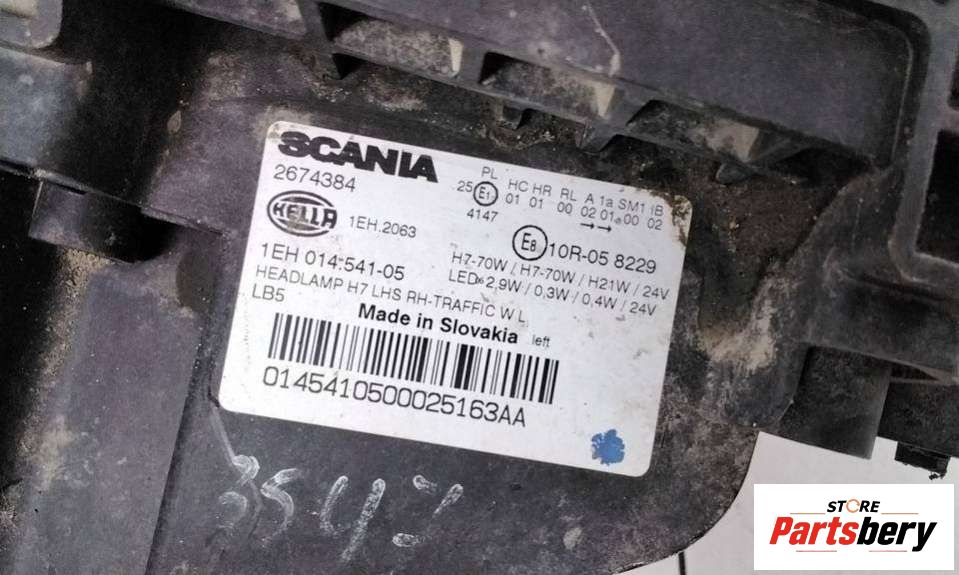 SCANIA
2674384
HELLA
1EH.2063
PL HC HR RL A 1a SM1 IB
25 E1 01 01 00 02 01 00 02
4147 → →
E8 10R-05 8229
1EH 014.541-05
H7-70W / H7-70W / H21W / 24V
LED 2,9W / 0,3W / 0,4W / 24V
HEADLAMP H7 LHS RH-TRAFFIC W L
LB5
Made in Slovakia left
0145410500025163AA
STORE
Partsbery